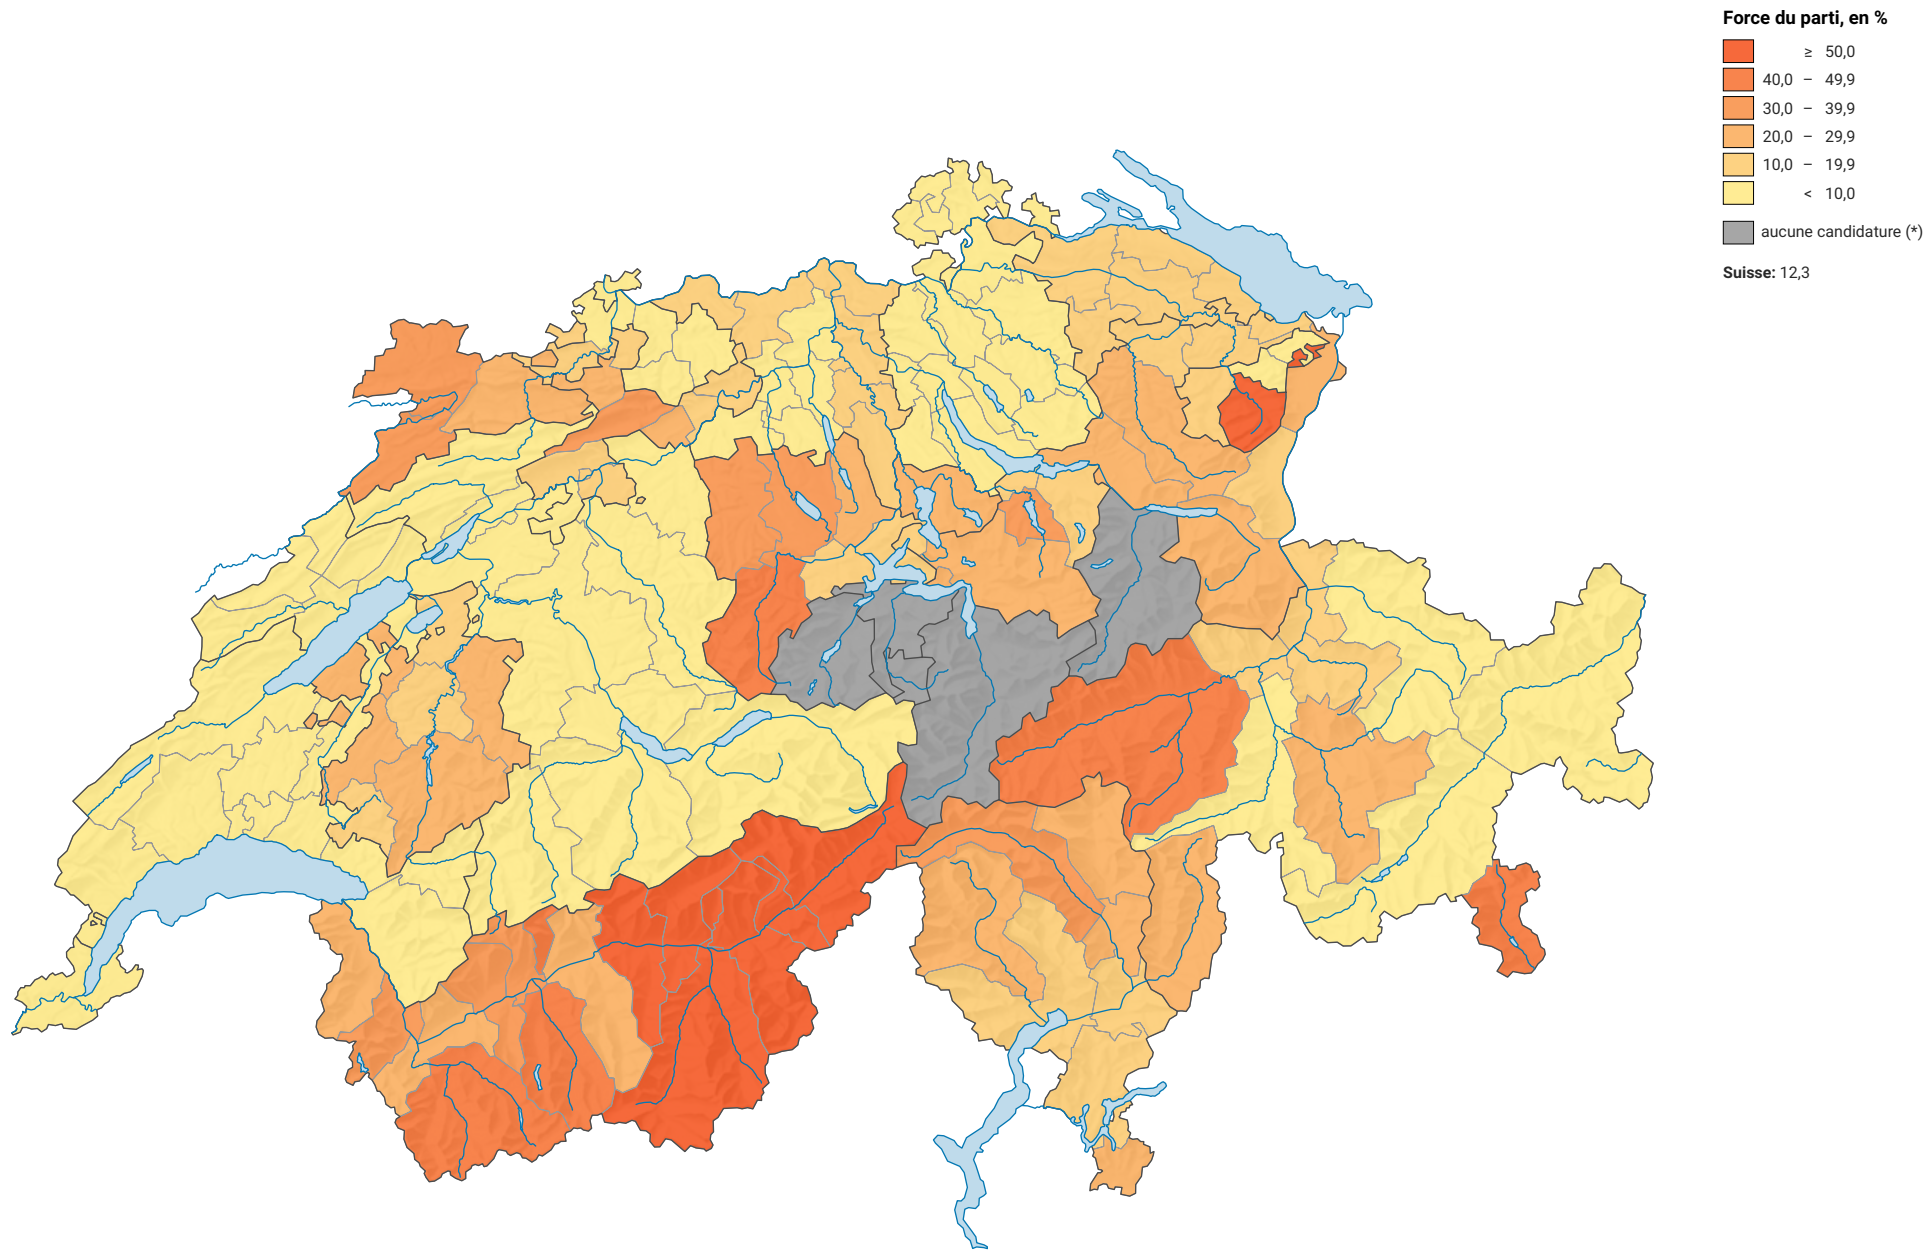 Force du parti, en %
≥ 50,0
40,0 – 49,9
30,0 – 39,9
20,0 – 29,9
10,0 – 19,9
< 10,0
aucune candidature (*)
Suisse: 12,3